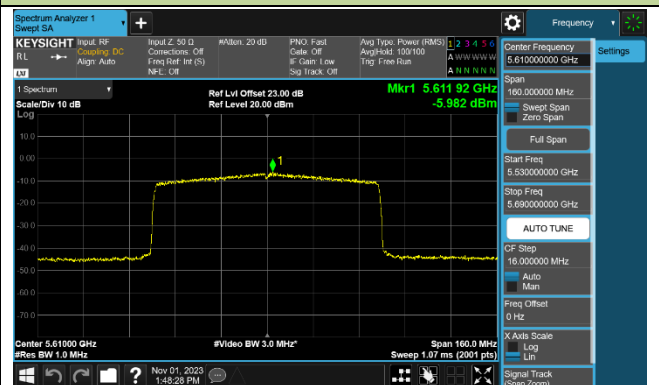 Spectrum Analyzer 1
Swept SA
+
Frequency
KEYSIGHT
RL
LXI
Input: RF
Coupling: DC
Align: Auto
Input Z: 50 Ω
Corrections: Off
Freq Ref: Int (S)
NFE: Off
#Atten: 20 dB
PNO: Fast
Gate: Off
IF Gain: Low
Sig Track: Off
Avg Type: Power (RMS)
Avg|Hold: 100/100
Trig: Free Run
1 2 3 4 5 6
A W W W W W
A N N N N N
1 Spectrum
Scale/Div 10 dB
Log
Ref Lvl Offset 23.00 dB
Ref Level 20.00 dBm
Mkr1 5.611 92 GHz
-5.982 dBm
10.0
0.00
-10.0
-20.0
-30.0
-40.0
-50.0
-60.0
-70.0
1
Center 5.61000 GHz
#Res BW 1.0 MHz
#Video BW 3.0 MHz*
Span 160.0 MHz
Sweep 1.07 ms (2001 pts)
Nov 01, 2023
1:48:28 PM
?
Center Frequency
5.610000000 GHz
Span
160.000000 MHz
Swept Span
Zero Span
Full Span
Start Freq
5.530000000 GHz
Stop Freq
5.690000000 GHz
AUTO TUNE
CF Step
16.000000 MHz
Auto
Man
Freq Offset
0 Hz
X Axis Scale
Log
Lin
Signal Track
(Span Zoom)
Settings